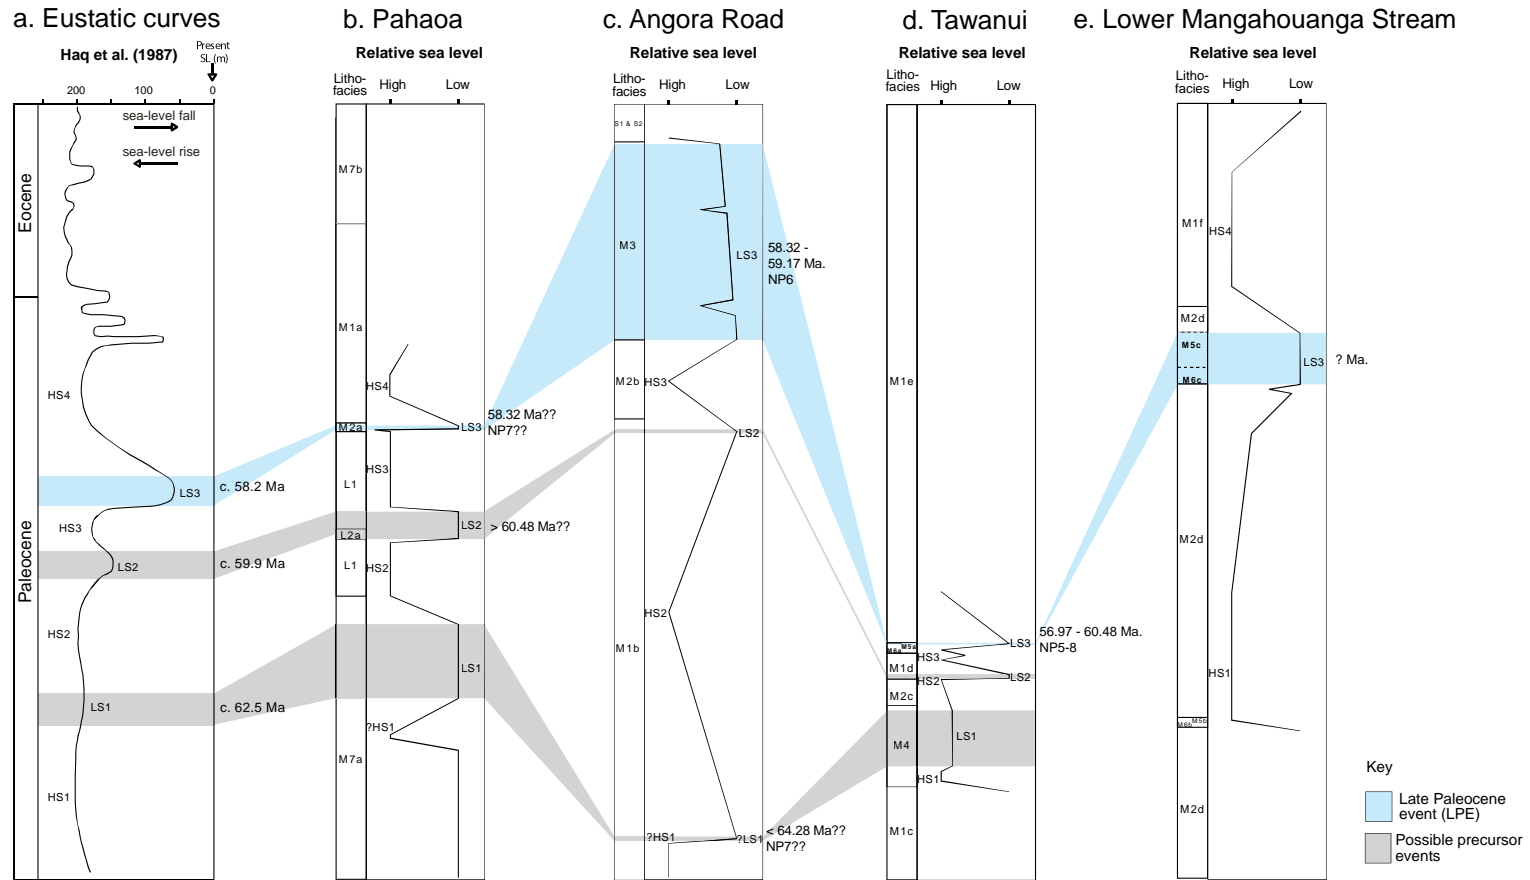 a. Eustatic curves
Haq et al. (1987)
Present
SL (m)
200
100
0
sea-level fall
sea-level rise
Eocene
Paleocene
HS4
LS3
c. 58.2 Ma
HS3
LS2
c. 59.9 Ma
HS2
LS1
c. 62.5 Ma
HS1
b. Pahaoa
Relative sea level
Litho-
facies
High
Low
M7b
M1a
HS4
M2a
LS3
58.32 Ma??
NP7??
HS3
L1
LS2
> 60.48 Ma??
L2a
L1
HS2
LS1
?HS1
M7a
c. Angora Road
Relative sea level
Litho-
facies
High
Low
S1 & S2
M3
LS3
58.32 -
59.17 Ma.
NP6
M2b
HS3
LS2
HS2
M1b
?HS1
?LS1
< 64.28 Ma??
NP7??
d. Tawanui
Relative sea level
Litho-
facies
High
Low
M1e
M6a
M5a
LS3
56.97 - 60.48 Ma.
NP5-8
HS3
M1d
LS2
HS2
M2c
LS1
M4
HS1
M1c
e. Lower Mangahouanga Stream
Relative sea level
Litho-
facies
High
Low
M1f
HS4
M2d
M5c
LS3
? Ma.
M6c
M2d
HS1
M6b
M5b
M2d
Key
Late Paleocene
event (LPE)
Possible precursor
events